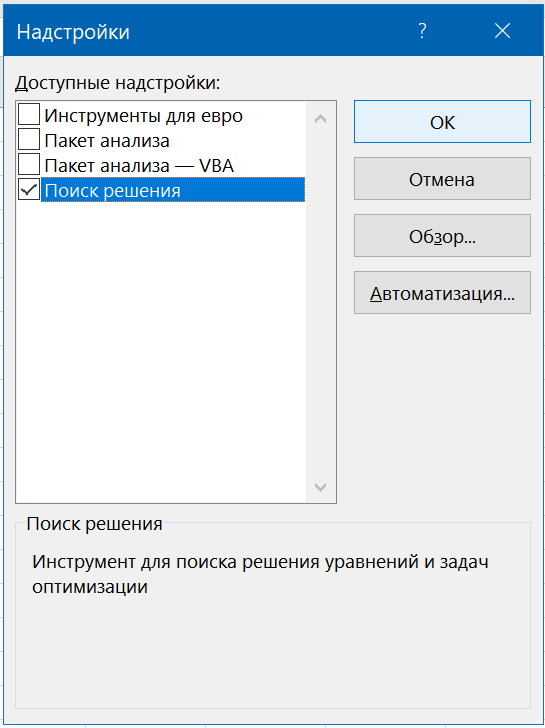 Надстройки
?
Доступные надстройки:
Инструменты для евро
Пакет анализа
Пакет анализа — VBA
Поиск решения
ОК
Отмена
Обзор...
Автоматизация...
Поиск решения
Инструмент для поиска решения уравнений и задач
оптимизации